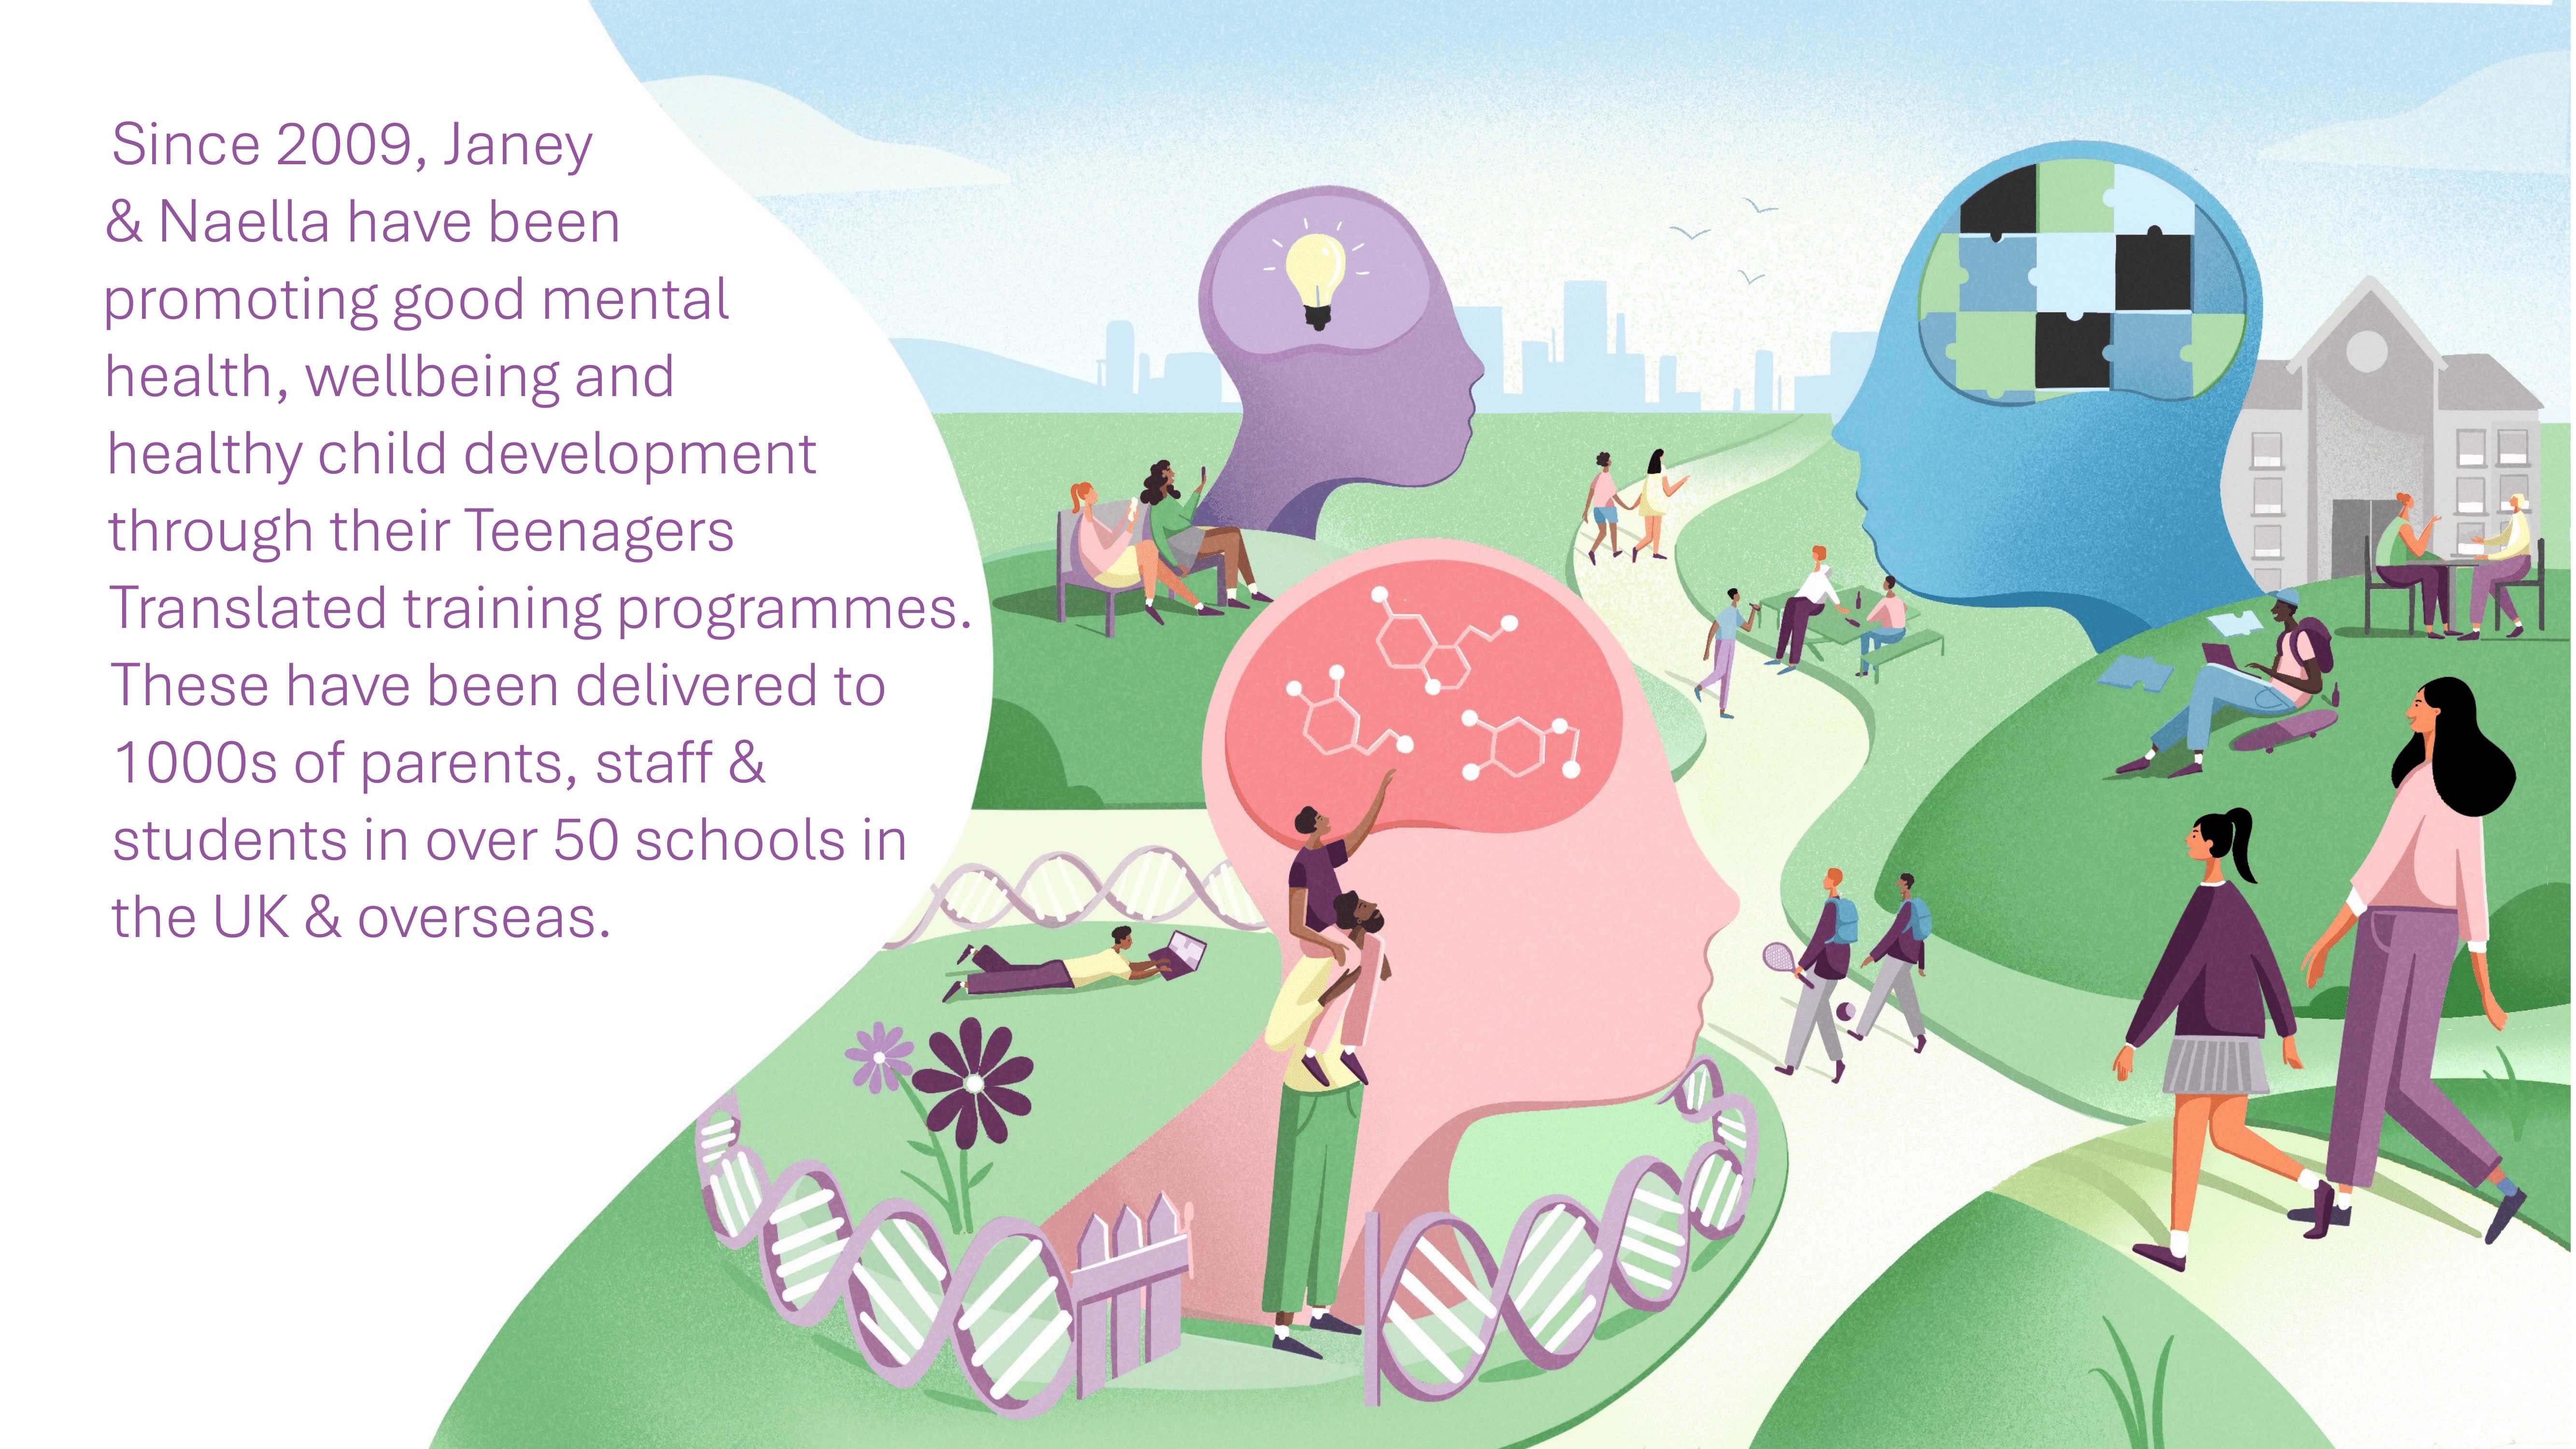 Since 2009, Janey
& Naella have been
promoting good mental
health, wellbeing and
healthy child development
through their Teenagers
Translated training programmes.
These have been delivered to
1000s of parents, staff &
students in over 50 schools in
the UK & overseas.